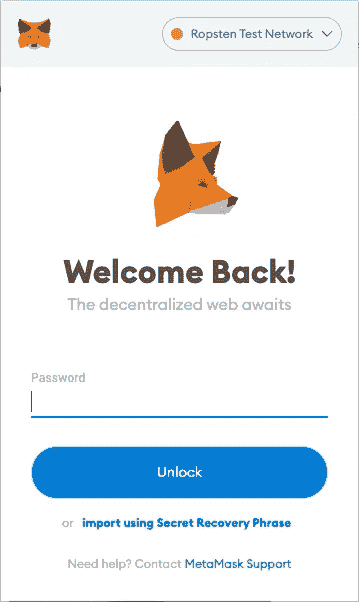 Ropsten Test Network
Welcome Back!
The decentralized web awaits
Password
Unlock
or import using Secret Recovery Phrase
Need help? Contact MetaMask Support